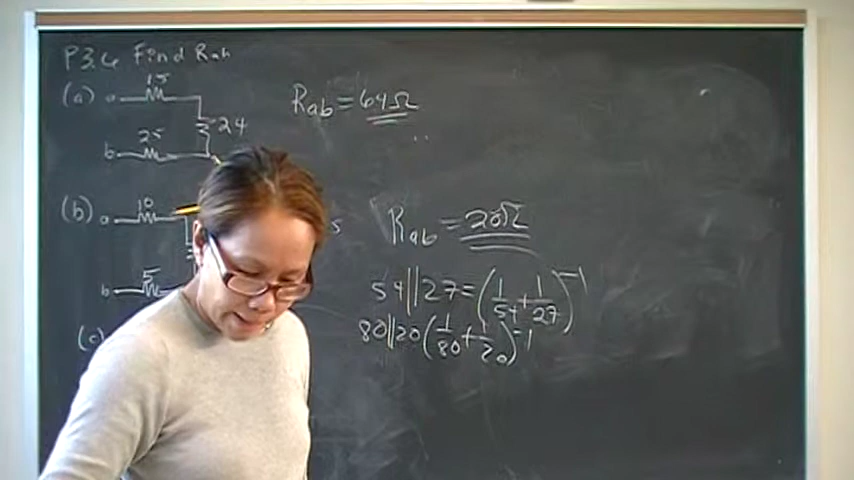 P3.6 Find Rab
(a) a 15 24
b 25
Rab = 64Ω
(b) a 10
b 5
Rab = 20Ω
54||27 = (1/54 + 1/27)^-1
80||20 (1/80 + 1/20)^-1
(c)